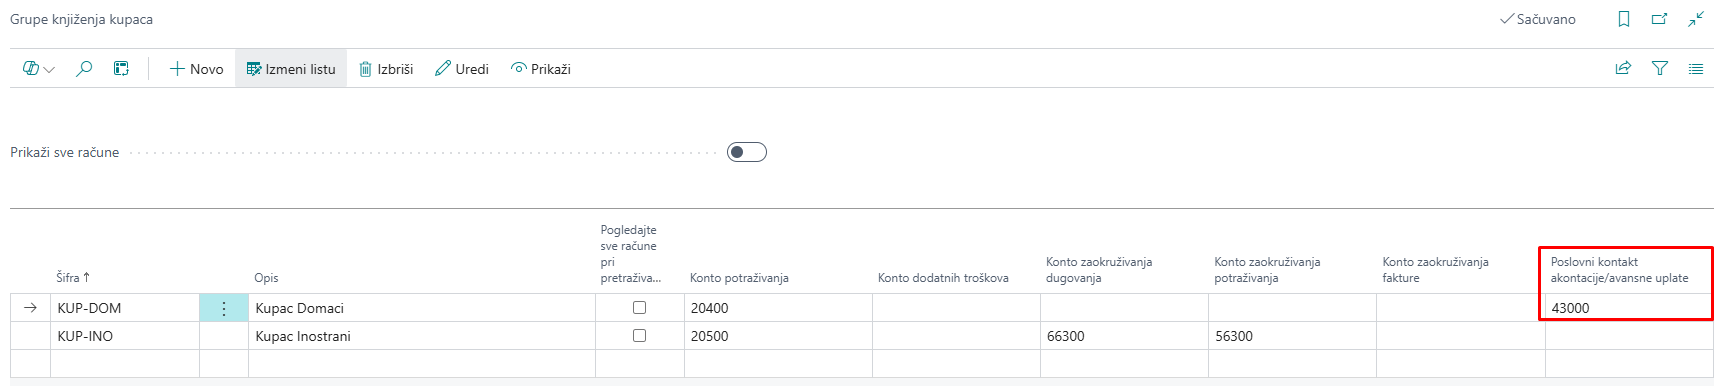 Grupe knjiženja kupaca
Sačuvano
Novo
Izmeni listu
Izbriši
Uredi
Prikaži
Prikaži sve račune
Šifra ↑
Opis
Pogledajte
sve račune
pri
pretraživa...
Konto potraživanja
Konto dodatnih troškova
Konto zaokruživanja
dugovanja
Konto zaokruživanja
potraživanja
Konto zaokruživanja
fakture
Poslovni kontakt
akontacije/avansne uplate
KUP-DOM Kupac Domaci 20400 43000
KUP-INO Kupac Inostrani 20500 66300 56300